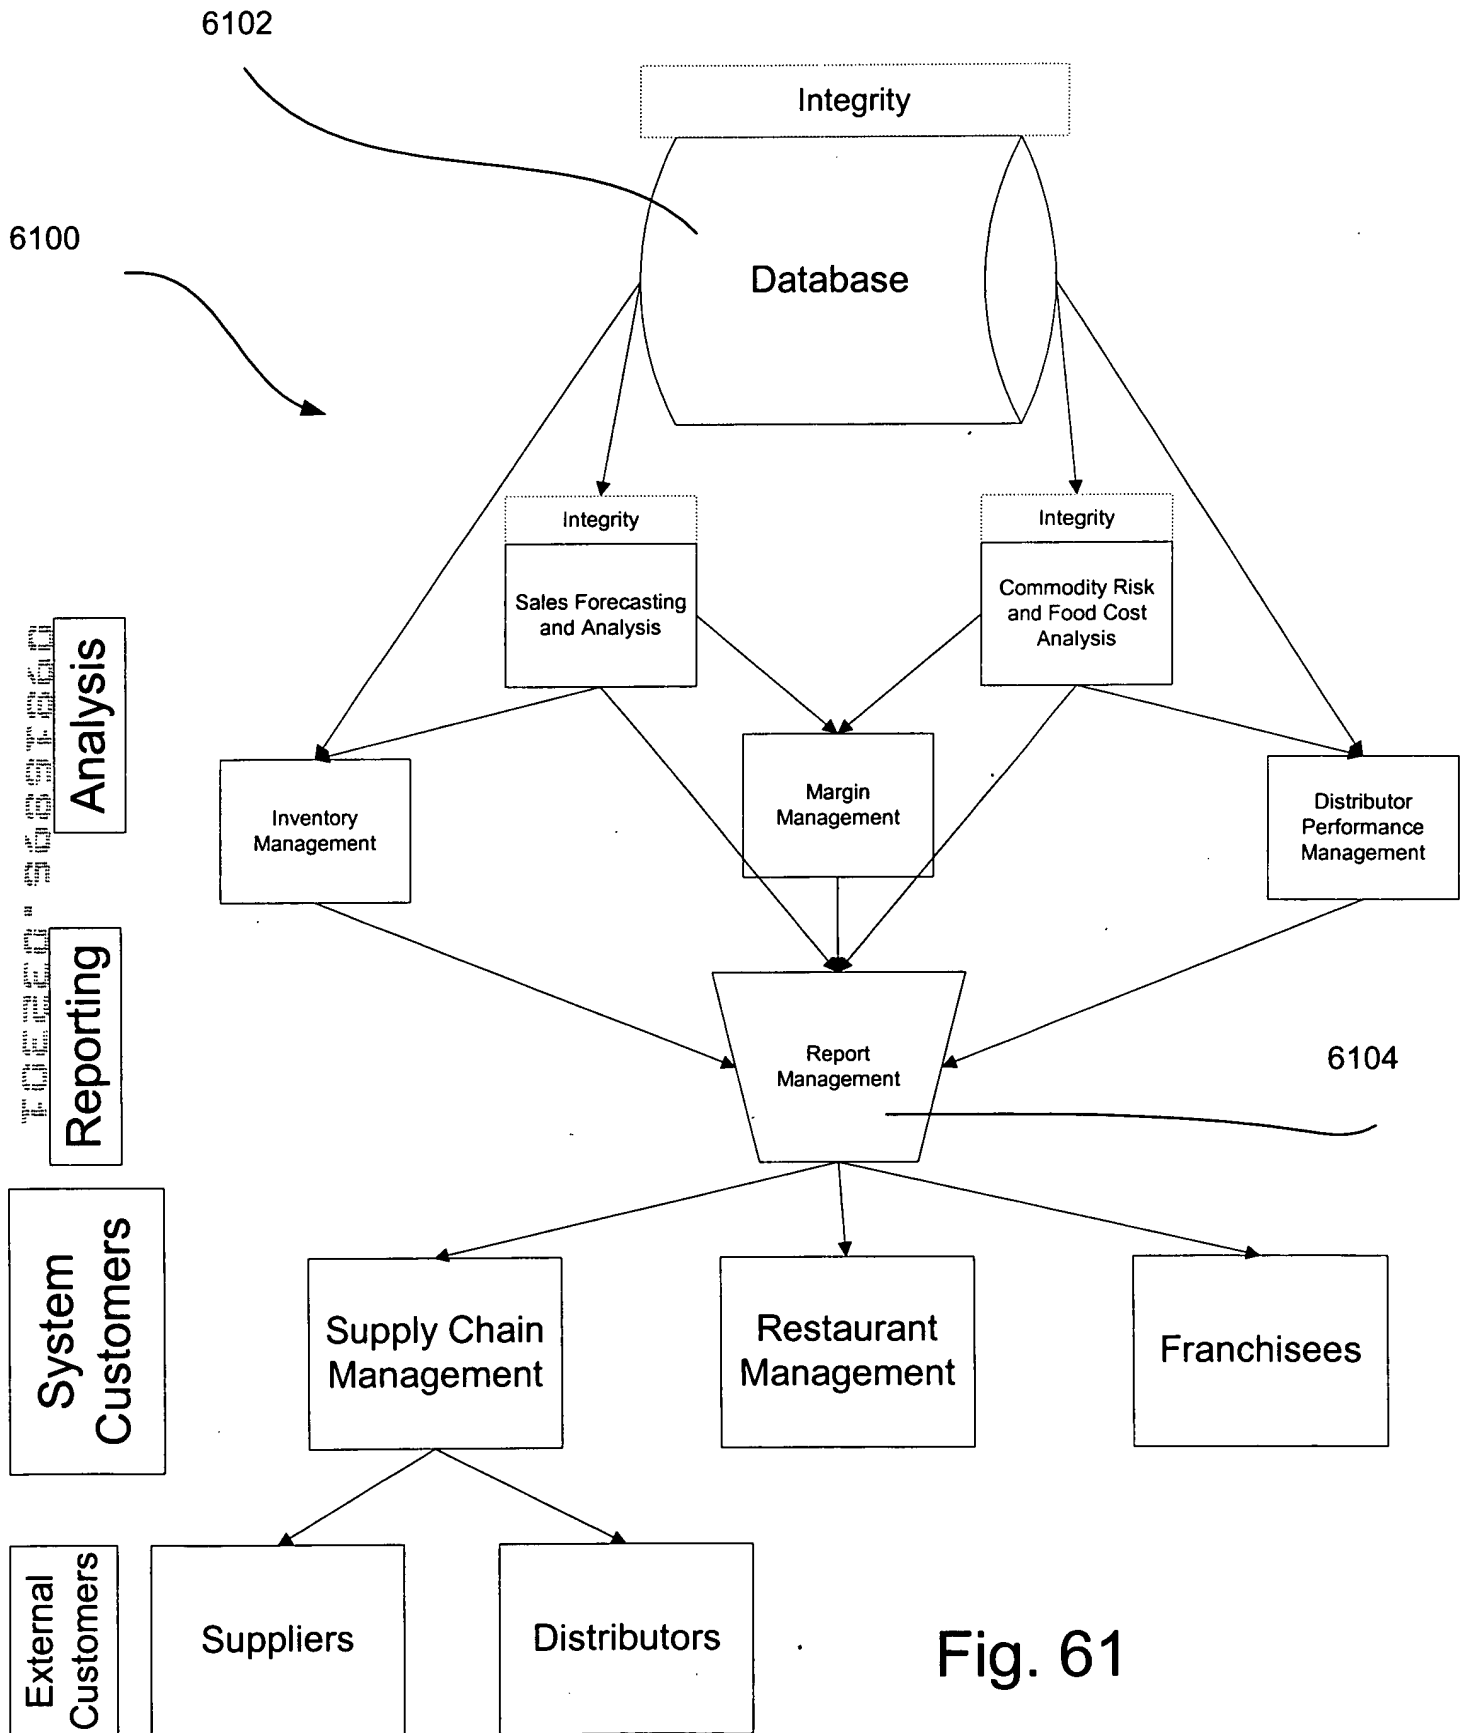 6102
Integrity
6100
Database
Integrity
Integrity
Sales Forecasting
and Analysis
Commodity Risk
and Food Cost
Analysis
Analysis
Inventory
Management
Margin
Management
Distributor
Performance
Management
Reporting
Report
Management
6104
System
Customers
Supply Chain
Management
Restaurant
Management
Franchisees
External
Customers
Suppliers
Distributors
Fig. 61